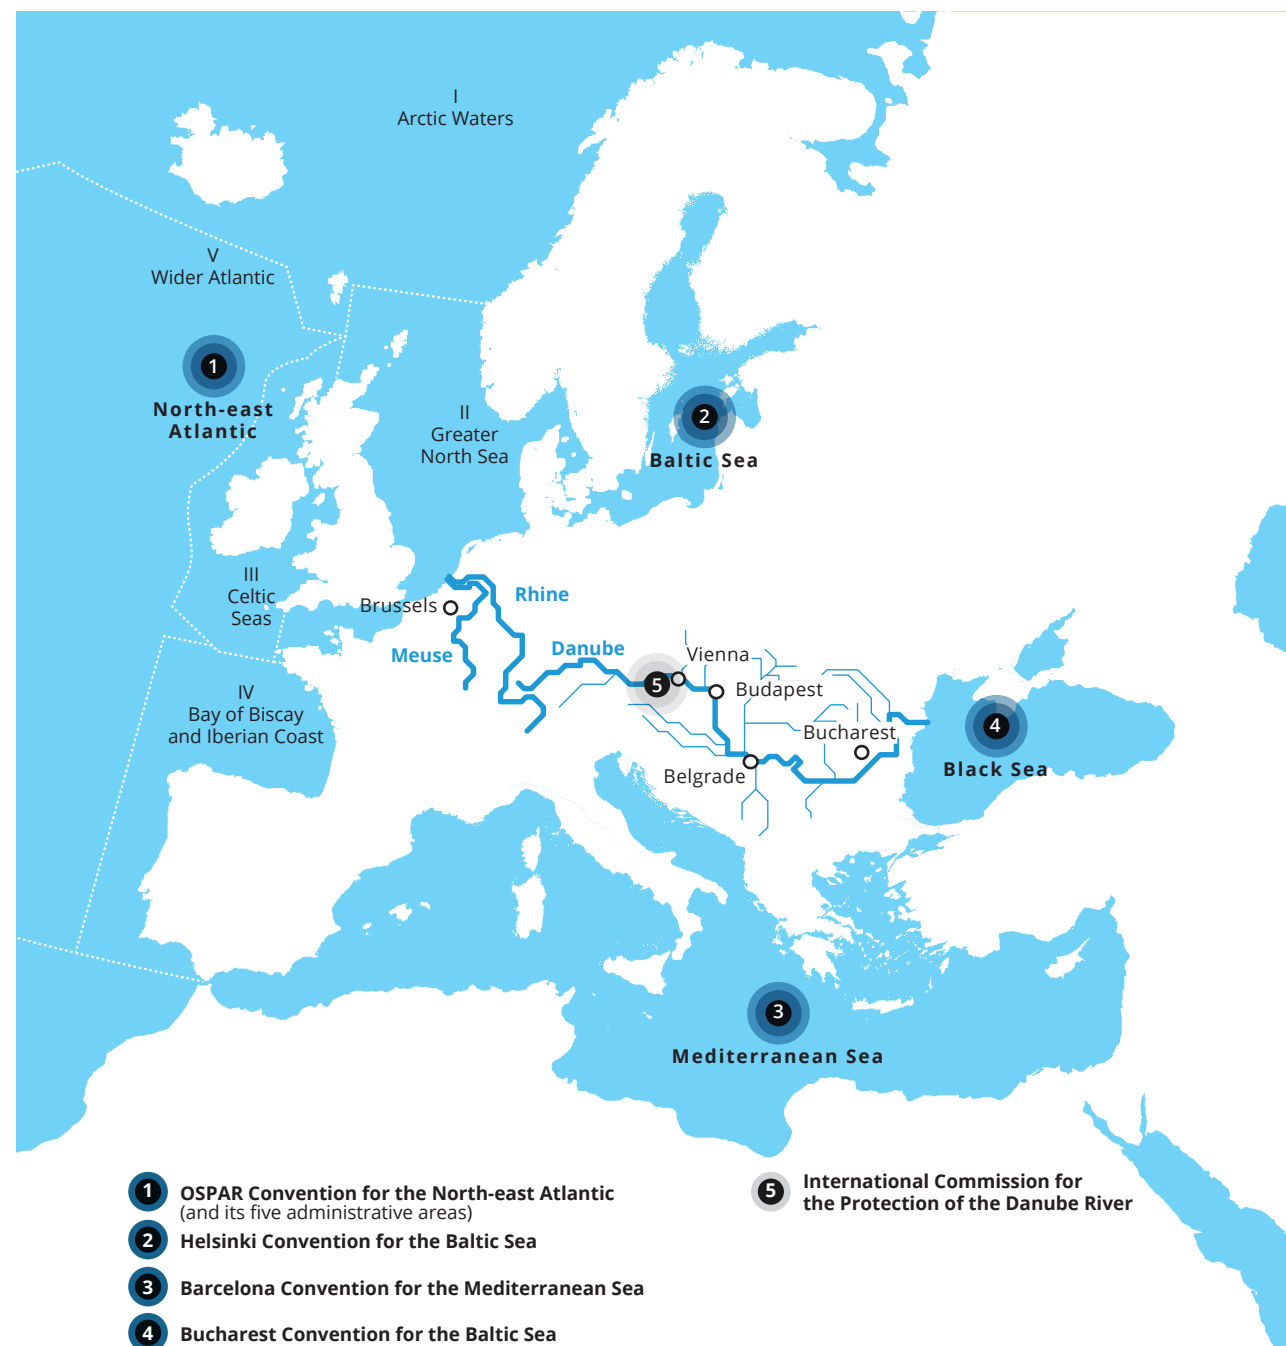 I
Arctic Waters
V
Wider Atlantic
1
North-east
Atlantic
II
Greater
North Sea
2
Baltic Sea
III
Celtic
Seas
Brussels
Rhine
Meuse
Danube
5
Vienna
Budapest
Bucharest
Belgrade
4
Black Sea
IV
Bay of Biscay
and Iberian Coast
3
Mediterranean Sea
1 OSPAR Convention for the North-east Atlantic
(and its five administrative areas)
2 Helsinki Convention for the Baltic Sea
3 Barcelona Convention for the Mediterranean Sea
4 Bucharest Convention for the Baltic Sea
5 International Commission for
the Protection of the Danube River